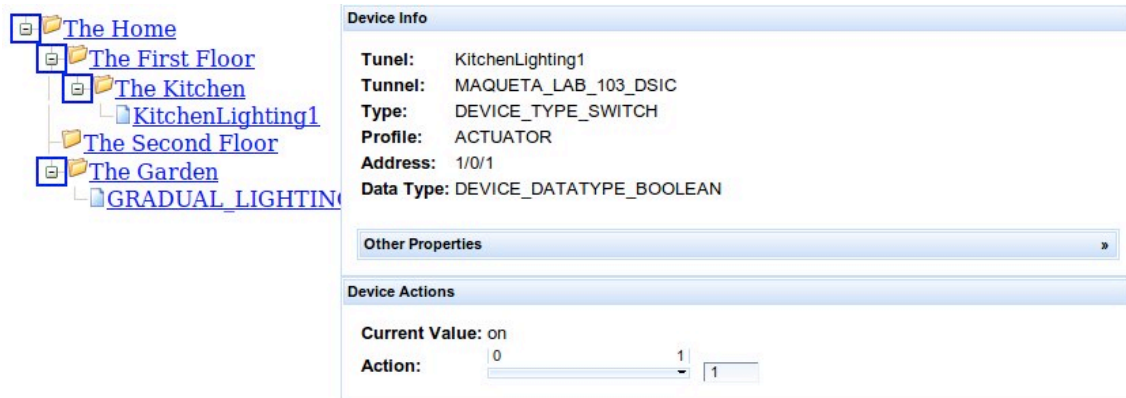 The Home
The First Floor
The Kitchen
KitchenLighting1
The Second Floor
The Garden
GRADUAL_LIGHTIN
Device Info
Tunel: KitchenLighting1
Tunnel: MAQUETA_LAB_103_DSIC
Type: DEVICE_TYPE_SWITCH
Profile: ACTUATOR
Address: 1/0/1
Data Type: DEVICE_DATATYPE_BOOLEAN
Other Properties »
Device Actions
Current Value: on
0 1
Action: 1